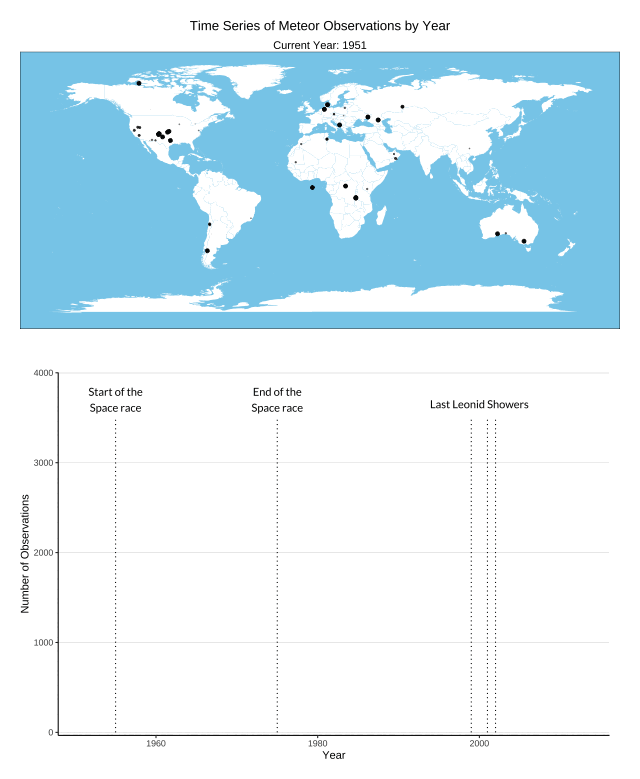 Time Series of Meteor Observations by Year
Current Year: 1951
4000
Start of the
Space race
End of the
Space race
Last Leonid Showers
3000
2000
1000
0
Number of Observations
1960
1980
2000
Year